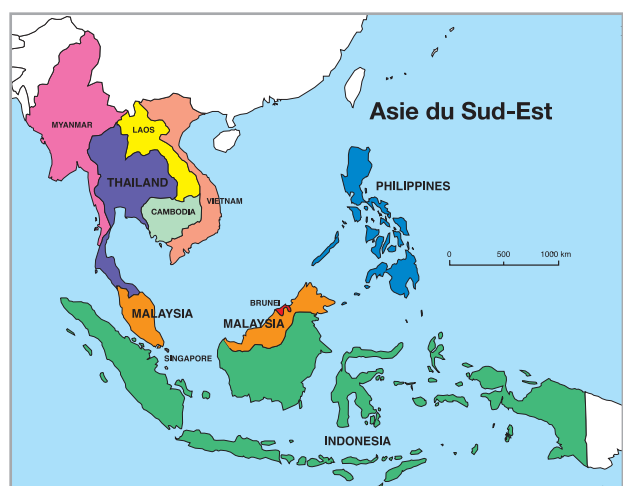 Asie du Sud-Est
MYANMAR
LAOS
THAILAND
VIETNAM
CAMBODIA
PHILIPPINES
0 500 1000 km
BRUNEI
MALAYSIA
MALAYSIA
SINGAPORE
INDONESIA